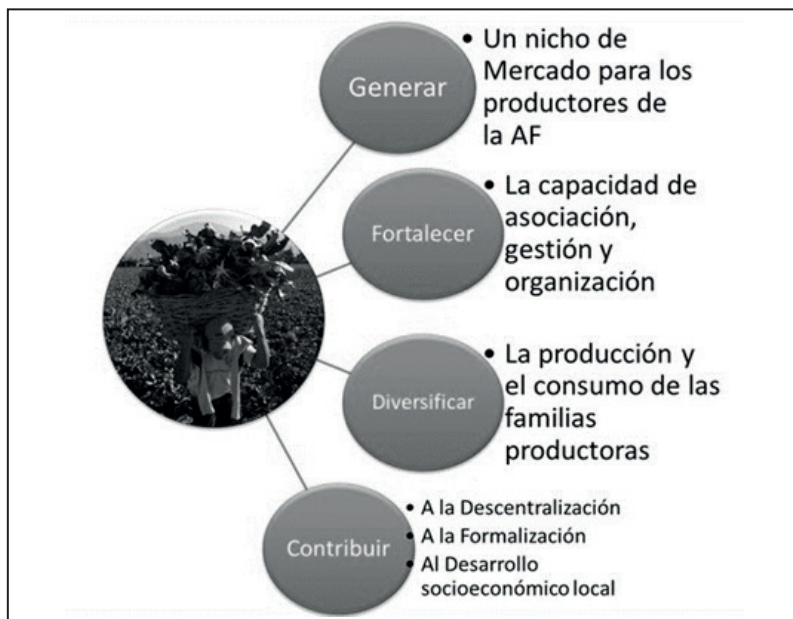 Generar
• Un nicho de
Mercado para los
productores de
la AF
Fortalecer
• La capacidad de
asociación,
gestión y
organización
Diversificar
• La producción y
el consumo de las
familias
productoras
Contribuir
• A la Descentralización
• A la Formalización
• Al Desarrollo
socioeconómico local